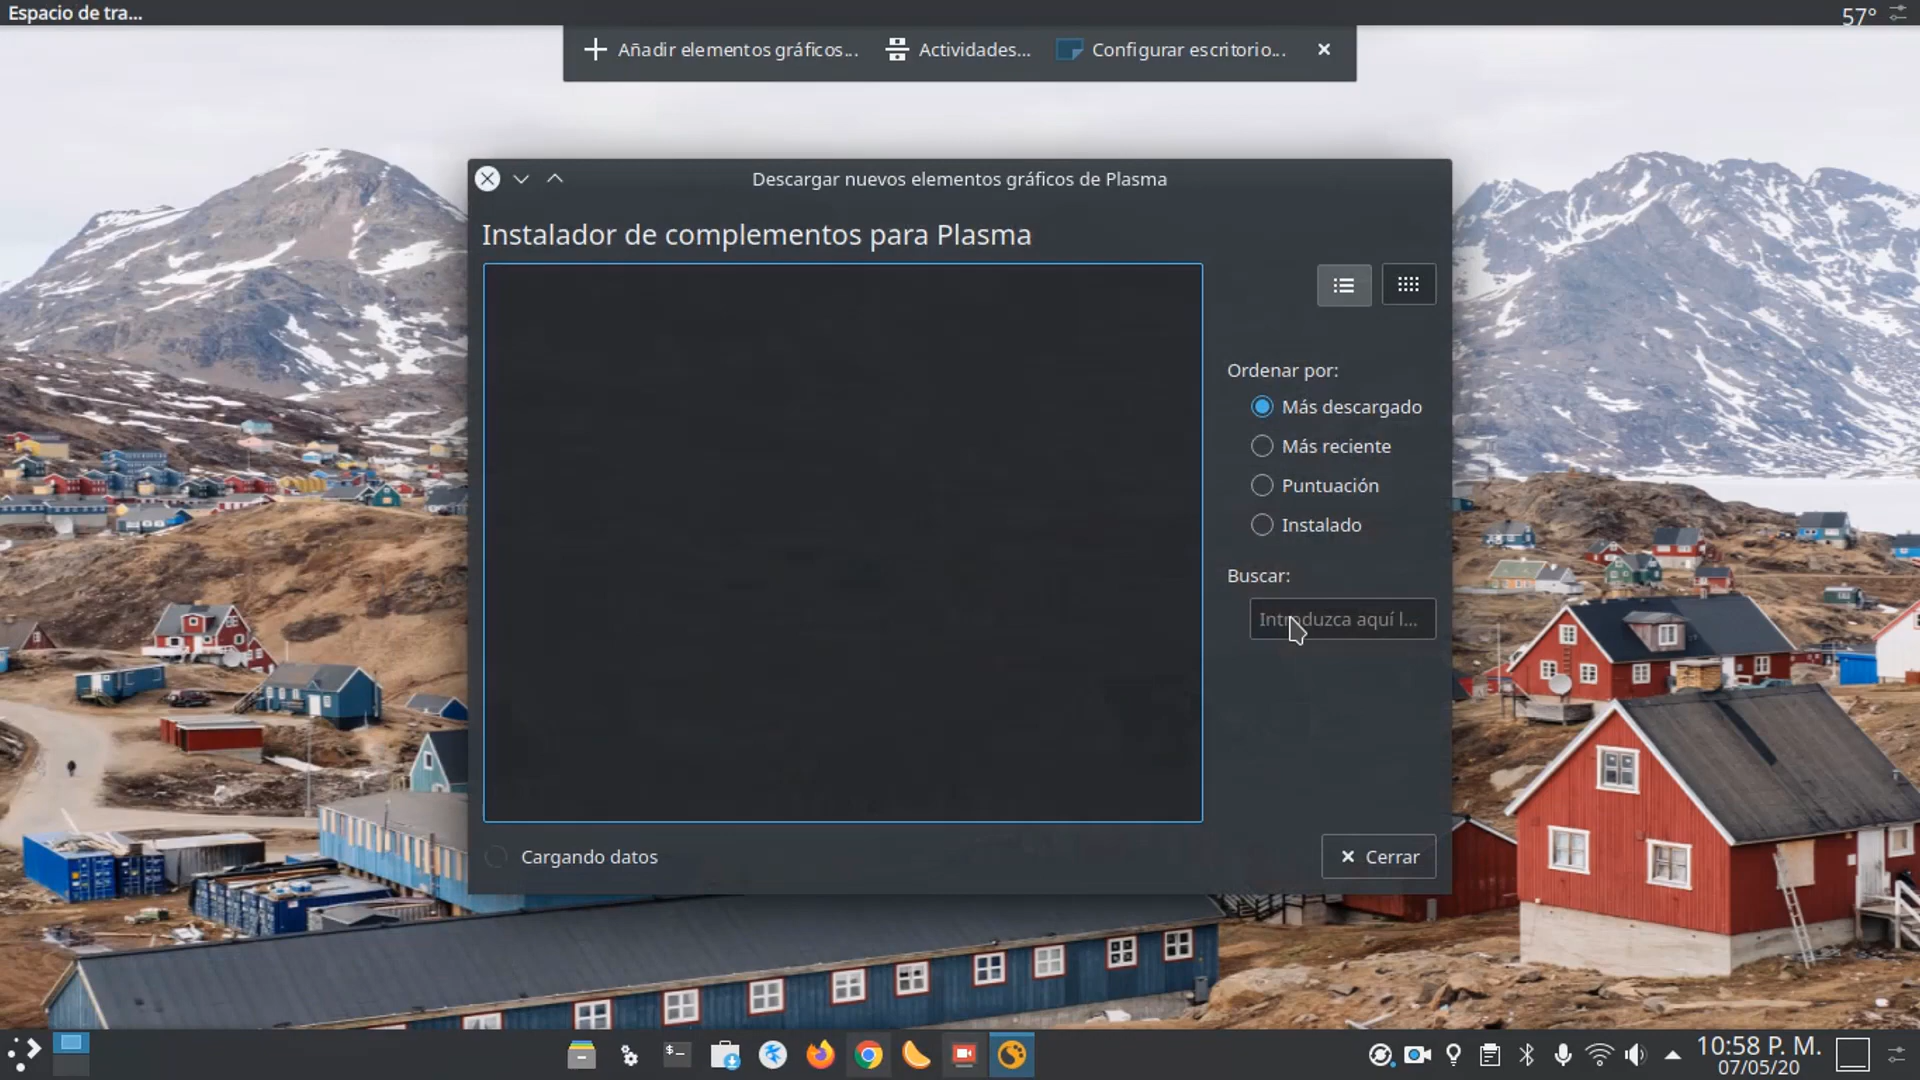 Espacio de tra...
57°
Añadir elementos gráficos... Actividades... Configurar escritorio...
Descargar nuevos elementos gráficos de Plasma
Instalador de complementos para Plasma
Ordenar por:
Más descargado
Más reciente
Puntuación
Instalado
Buscar:
Introduzca aquí l...
Cargando datos
Cerrar
10:58 P. M.
07/05/20